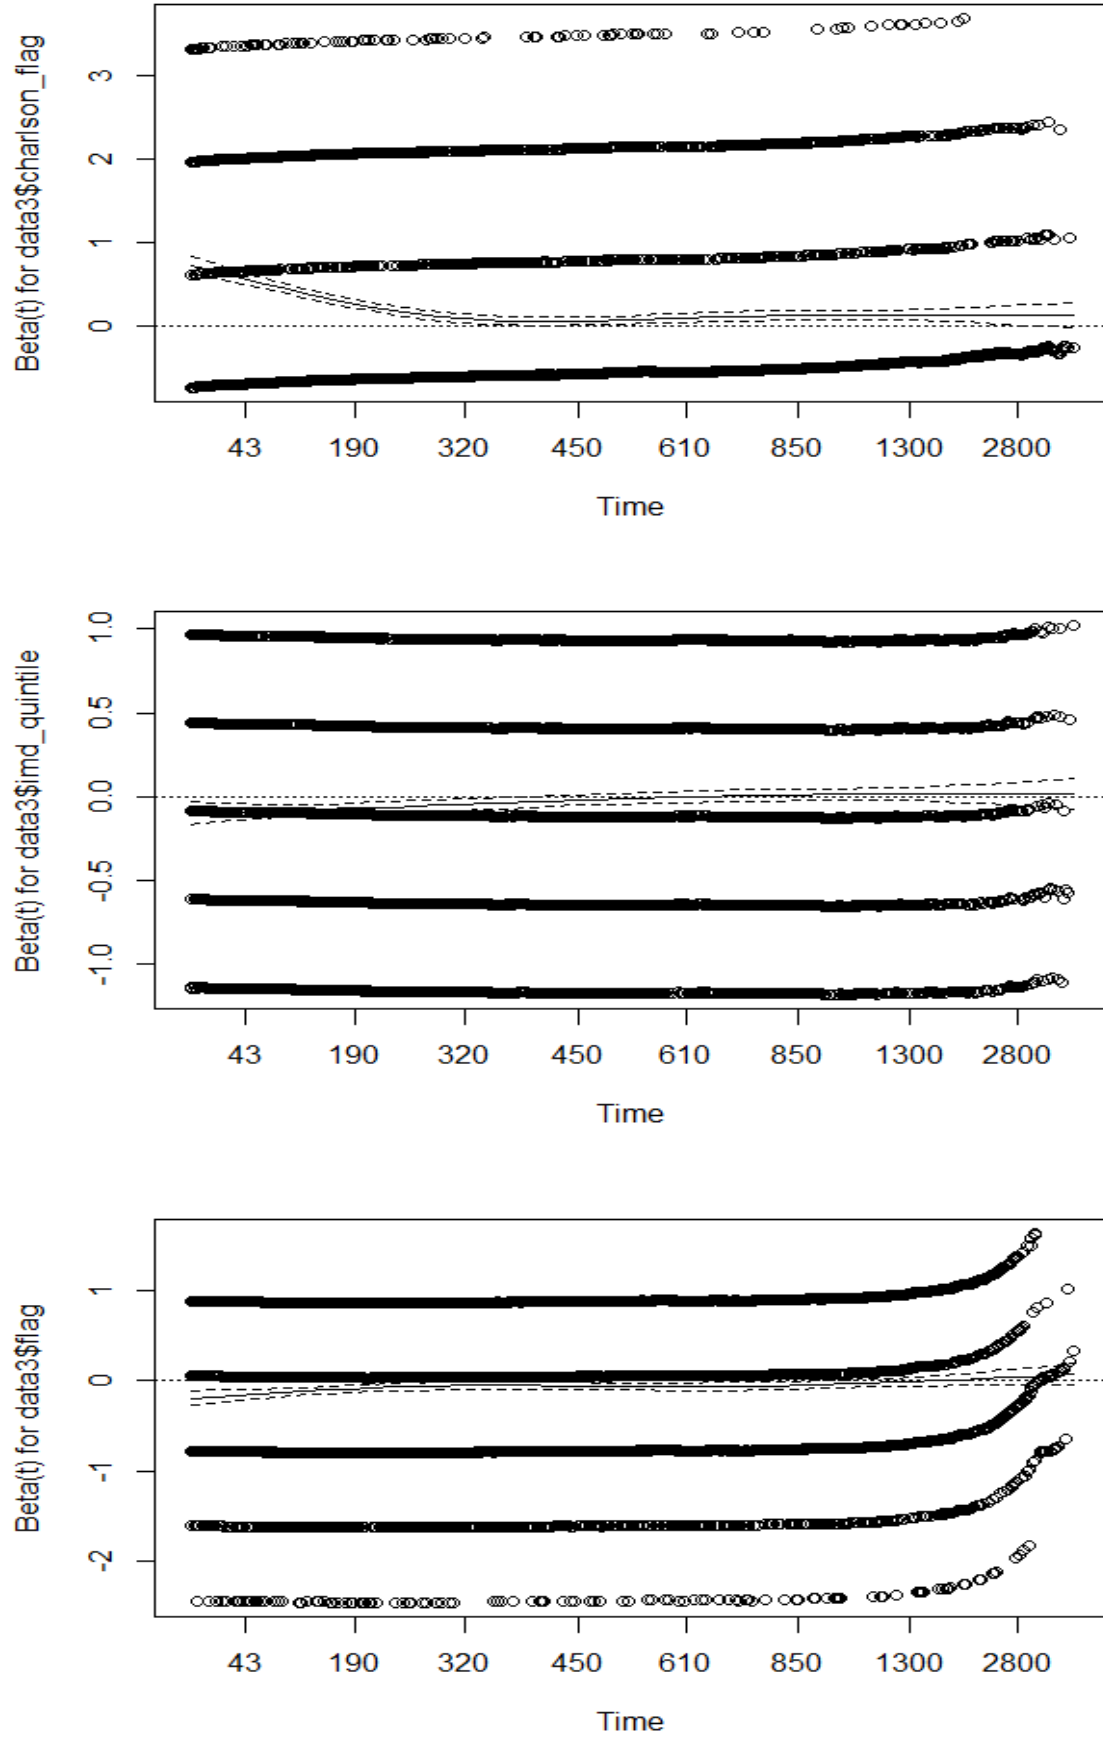 Beta(t) for data3$charlson_flag
3
2
1
0
43 190 320 450 610 850 1300 2800
Time
Beta(t) for data3$imd_quintile
1.0
0.5
0.0
-0.5
-1.0
43 190 320 450 610 850 1300 2800
Time
Beta(t) for data3$flag
1
0
-1
-2
43 190 320 450 610 850 1300 2800
Time